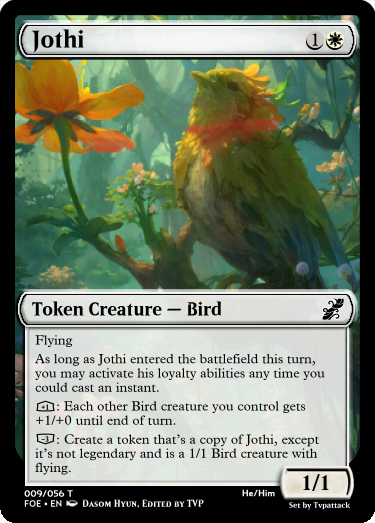 Jothi
1
Token Creature — Bird
Flying
As long as Jothi entered the battlefield this turn,
you may activate his loyalty abilities any time you
could cast an instant.
+1: Each other Bird creature you control gets
+1/+0 until end of turn.
-3: Create a token that's a copy of Jothi, except
it's not legendary and is a 1/1 Bird creature with
flying.
1/1
009/056 T He/Him
FOE • EN Dasom Hyun, Edited by TVP Set by Tvpattack